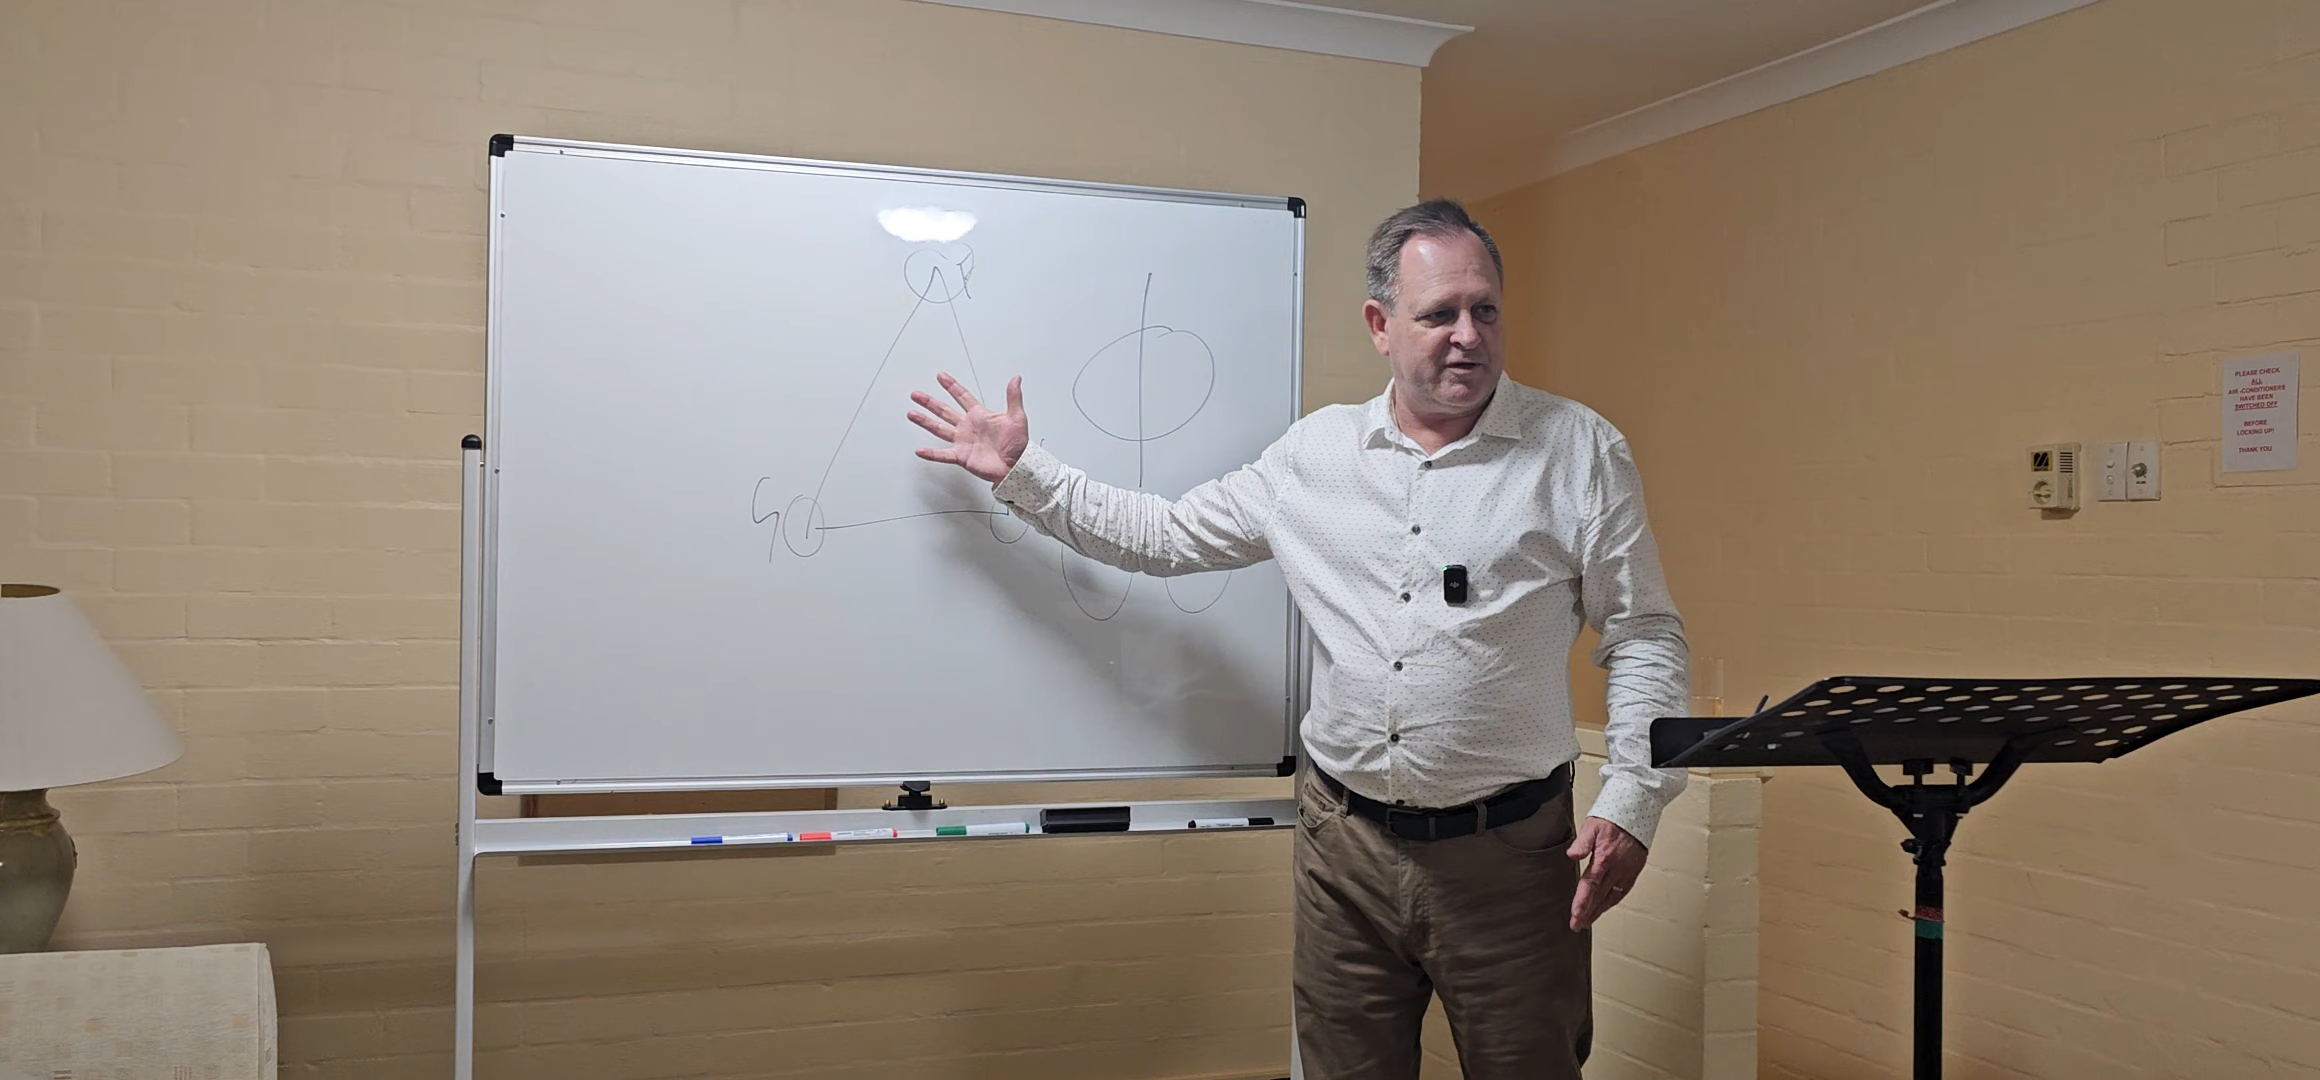 PLEASE CHECK
ALL
AIR-CONDITIONERS
HAVE BEEN
SWITCHED OFF
BEFORE
LOCKING UP!
THANK YOU